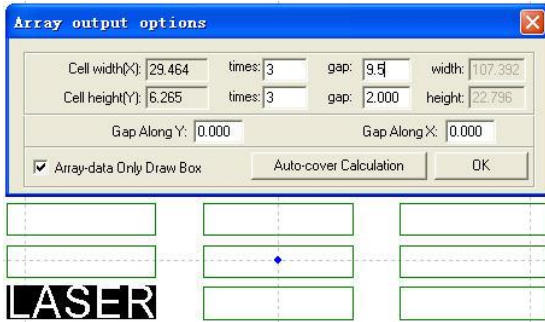 Array output options
Cell width(X): 29.464 times: 3 gap: 9.5 width: 107.392
Cell height(Y): 6.265 times: 3 gap: 2.000 height: 22.796
Gap Along Y: 0.000 Gap Along X: 0.000
Array-data Only Draw Box Auto-cover Calculation OK
LASER